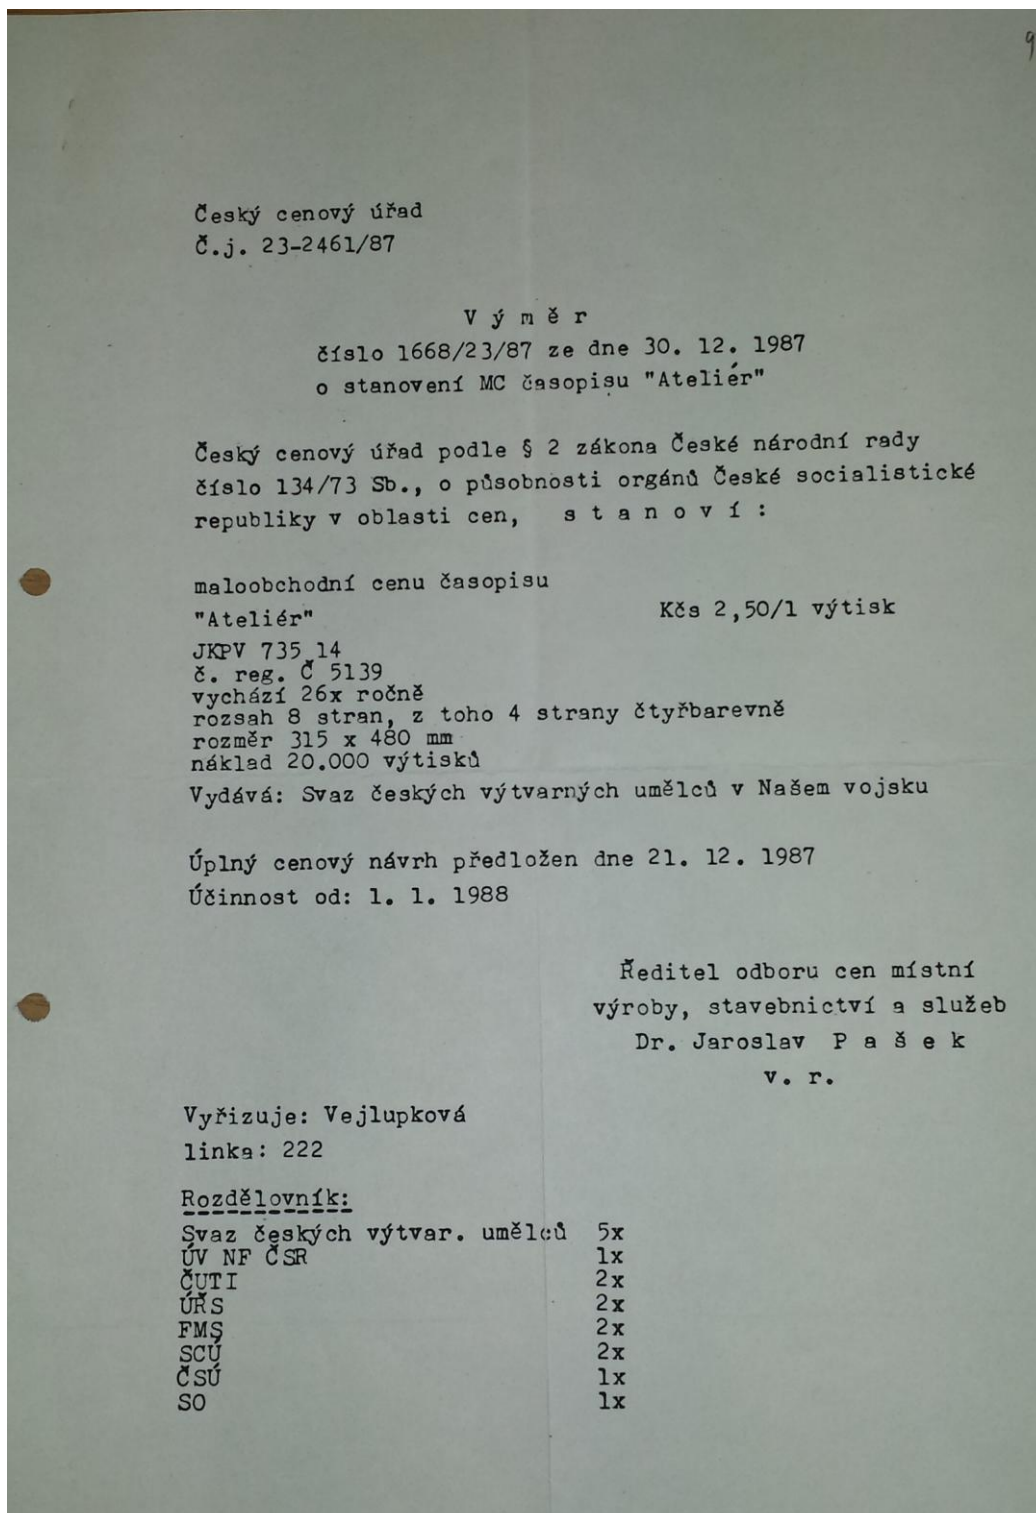 9
Český cenový úřad
Č.j. 23-2461/87
V ý m ě r
číslo 1668/23/87 ze dne 30. 12. 1987
o stanovení MC časopisu "Ateliér"
Český cenový úřad podle § 2 zákona České národní rady
číslo 134/73 Sb., o působnosti orgánů České socialistické
republiky v oblasti cen, s t a n o v í :
maloobchodní cenu časopisu
"Ateliér" Kčs 2,50/1 výtisk
JKPV 735 14
č. reg. Č 5139
vychází 26x ročně
rozsah 8 stran, z toho 4 strany čtyřbarevně
rozměr 315 x 480 mm
náklad 20.000 výtisků
Vydává: Svaz českých výtvarných umělců v Našem vojsku
Úplný cenový návrh předložen dne 21. 12. 1987
Účinnost od: 1. 1. 1988
Ředitel odboru cen místní
výroby, stavebnictví a služeb
Dr. Jaroslav P a š e k
v. r.
Vyřizuje: Vejlupková
linka: 222
Rozdělovník:
Svaz českých výtvar. umělců 5x
ÚV NF ČSR 1x
ČUTI 2x
ÚŘS 2x
FMS 2x
SCÚ 2x
ČSÚ 1x
SO 1x